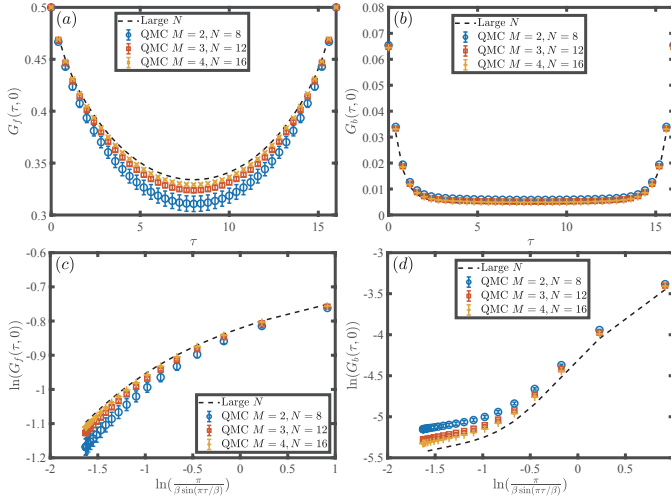 (a)
Large N
QMC M = 2, N = 8
QMC M = 3, N = 12
QMC M = 4, N = 16
G_f(τ, 0)
0.5
0.45
0.4
0.35
0.3
0 5 10 15
τ
(b)
Large N
QMC M = 2, N = 8
QMC M = 3, N = 12
QMC M = 4, N = 16
G_b(τ, 0)
0.08
0.07
0.06
0.05
0.04
0.03
0.02
0.01
0
0 5 10 15
τ
(c)
Large N
QMC M = 2, N = 8
QMC M = 3, N = 12
QMC M = 4, N = 16
ln(G_f(τ, 0))
-0.6
-0.7
-0.8
-0.9
-1.0
-1.1
-1.2
-2 -1.5 -1 -0.5 0 0.5 1
ln(π / β sin(πτ/β))
(d)
Large N
QMC M = 2, N = 8
QMC M = 3, N = 12
QMC M = 4, N = 16
ln(G_b(τ, 0))
-3
-3.5
-4
-4.5
-5
-5.5
-2 -1.5 -1 -0.5 0 0.5 1
ln(π / β sin(πτ/β))